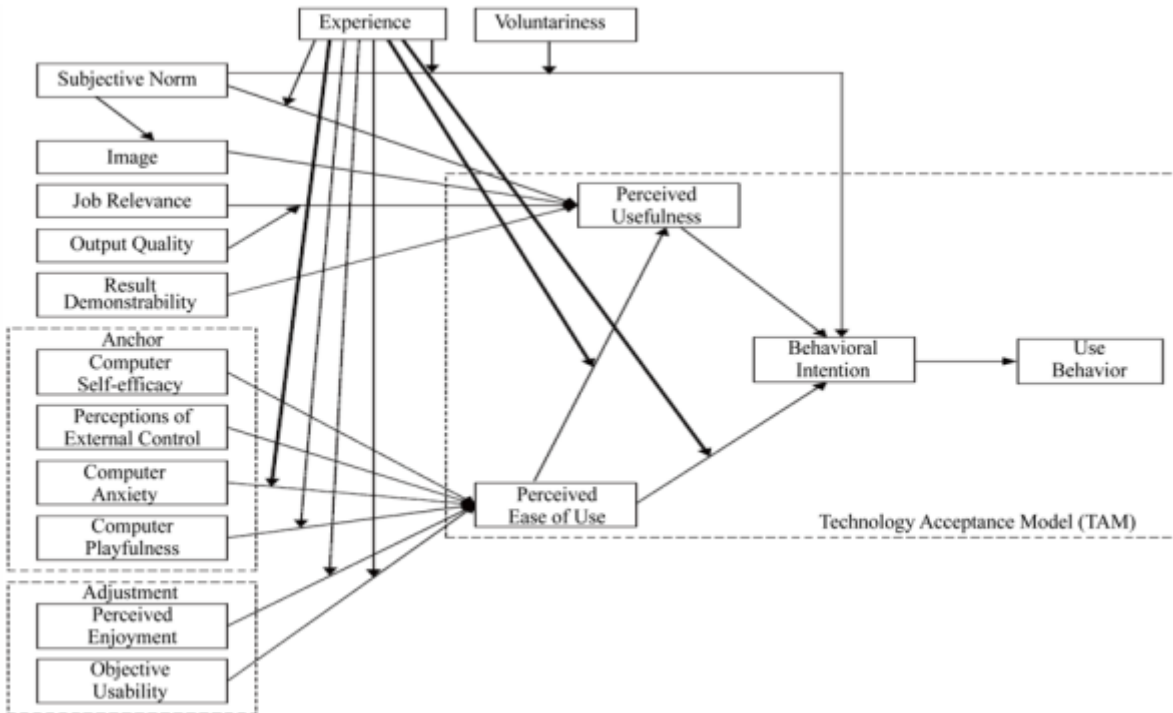 Experience
Voluntariness
Subjective Norm
Image
Job Relevance
Output Quality
Result
Demonstrability
Anchor
Computer
Self-efficacy
Perceptions of
External Control
Computer
Anxiety
Computer
Playfulness
Adjustment
Perceived
Enjoyment
Objective
Usability
Perceived
Usefulness
Perceived
Ease of Use
Behavioral
Intention
Use
Behavior
Technology Acceptance Model (TAM)